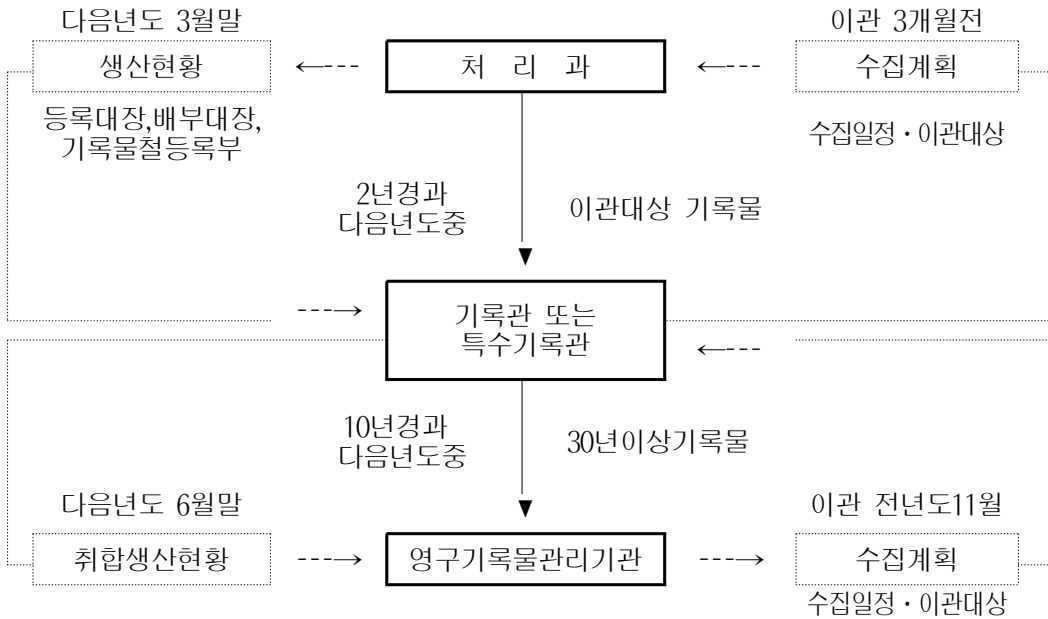 다음년도 3월말
이관 3개월전
생산현황
←---
처 리 과
←---
수집계획
등록대장,배부대장,
기록물철등록부
수집일정・이관대상
2년경과
다음년도중
이관대상 기록물
---→
기록관 또는
특수기록관
←---
10년경과
다음년도중
30년이상기록물
다음년도 6월말
이관 전년도11월
취합생산현황
---→
영구기록물관리기관
---→
수집계획
수집일정・이관대상